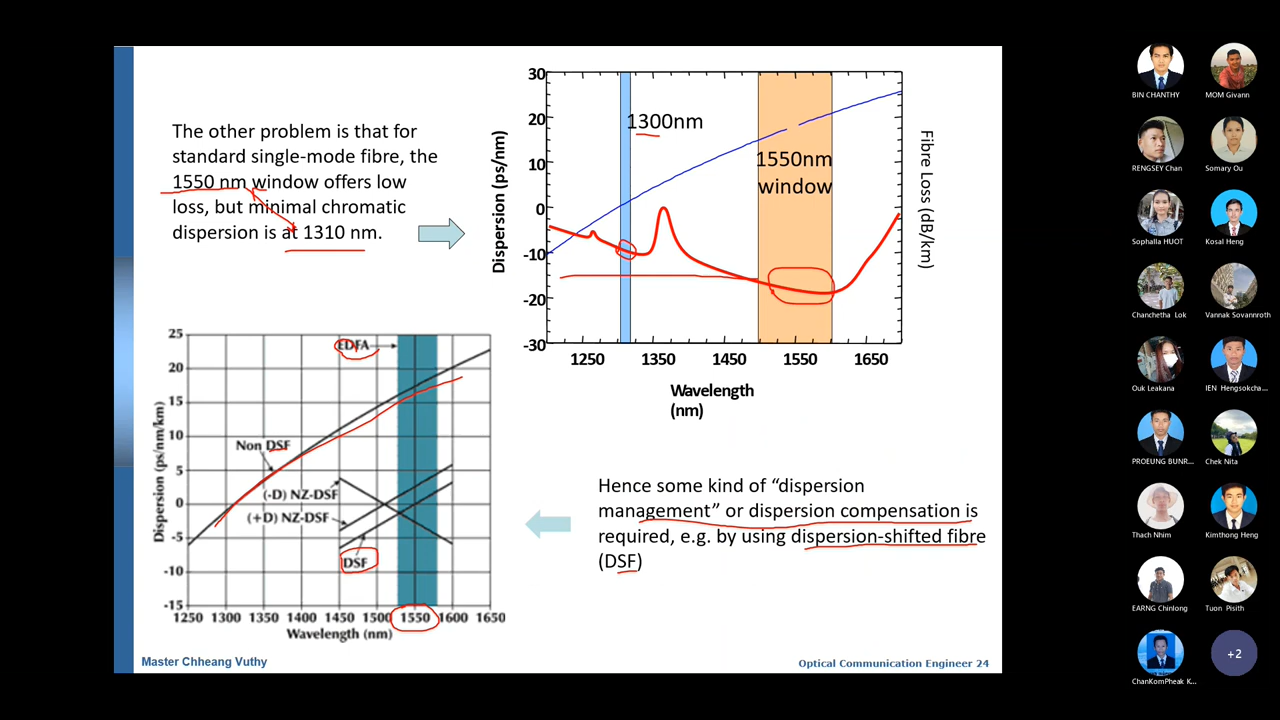 The other problem is that for
standard single-mode fibre, the
1550 nm window offers low
loss, but minimal chromatic
dispersion is at 1310 nm.
30
20
10
0
-10
-20
-30
Dispersion (ps/nm)
1300nm
1550nm
window
Fibre Loss (dB/km)
1250 1350 1450 1550 1650
Wavelength
(nm)
25
20
15
10
5
0
-5
-10
-15
Dispersion (ps/nm/km)
EDFA
Non DSF
(-D) NZ-DSF
(+D) NZ-DSF
DSF
1250 1300 1350 1400 1450 1500 1550 1600 1650
Wavelength (nm)
Hence some kind of “dispersion
management” or dispersion compensation is
required, e.g. by using dispersion-shifted fibre
(DSF)
Master Chheang Vuthy
Optical Communication Engineer 24
BIN CHANTHY
MOM Givann
RENGSEY Chan
Somary Ou
Sophalla HUOT
Kosal Heng
Chanchetha Lok
Vannak Sovannroth
Ouk Leakana
IEN Hengsokcha...
PROEUNG BUNR...
Chek Nita
Thach Nhim
Kimthong Heng
EARNG Chinlong
Tuon Pisith
ChanKomPheak K...
+2